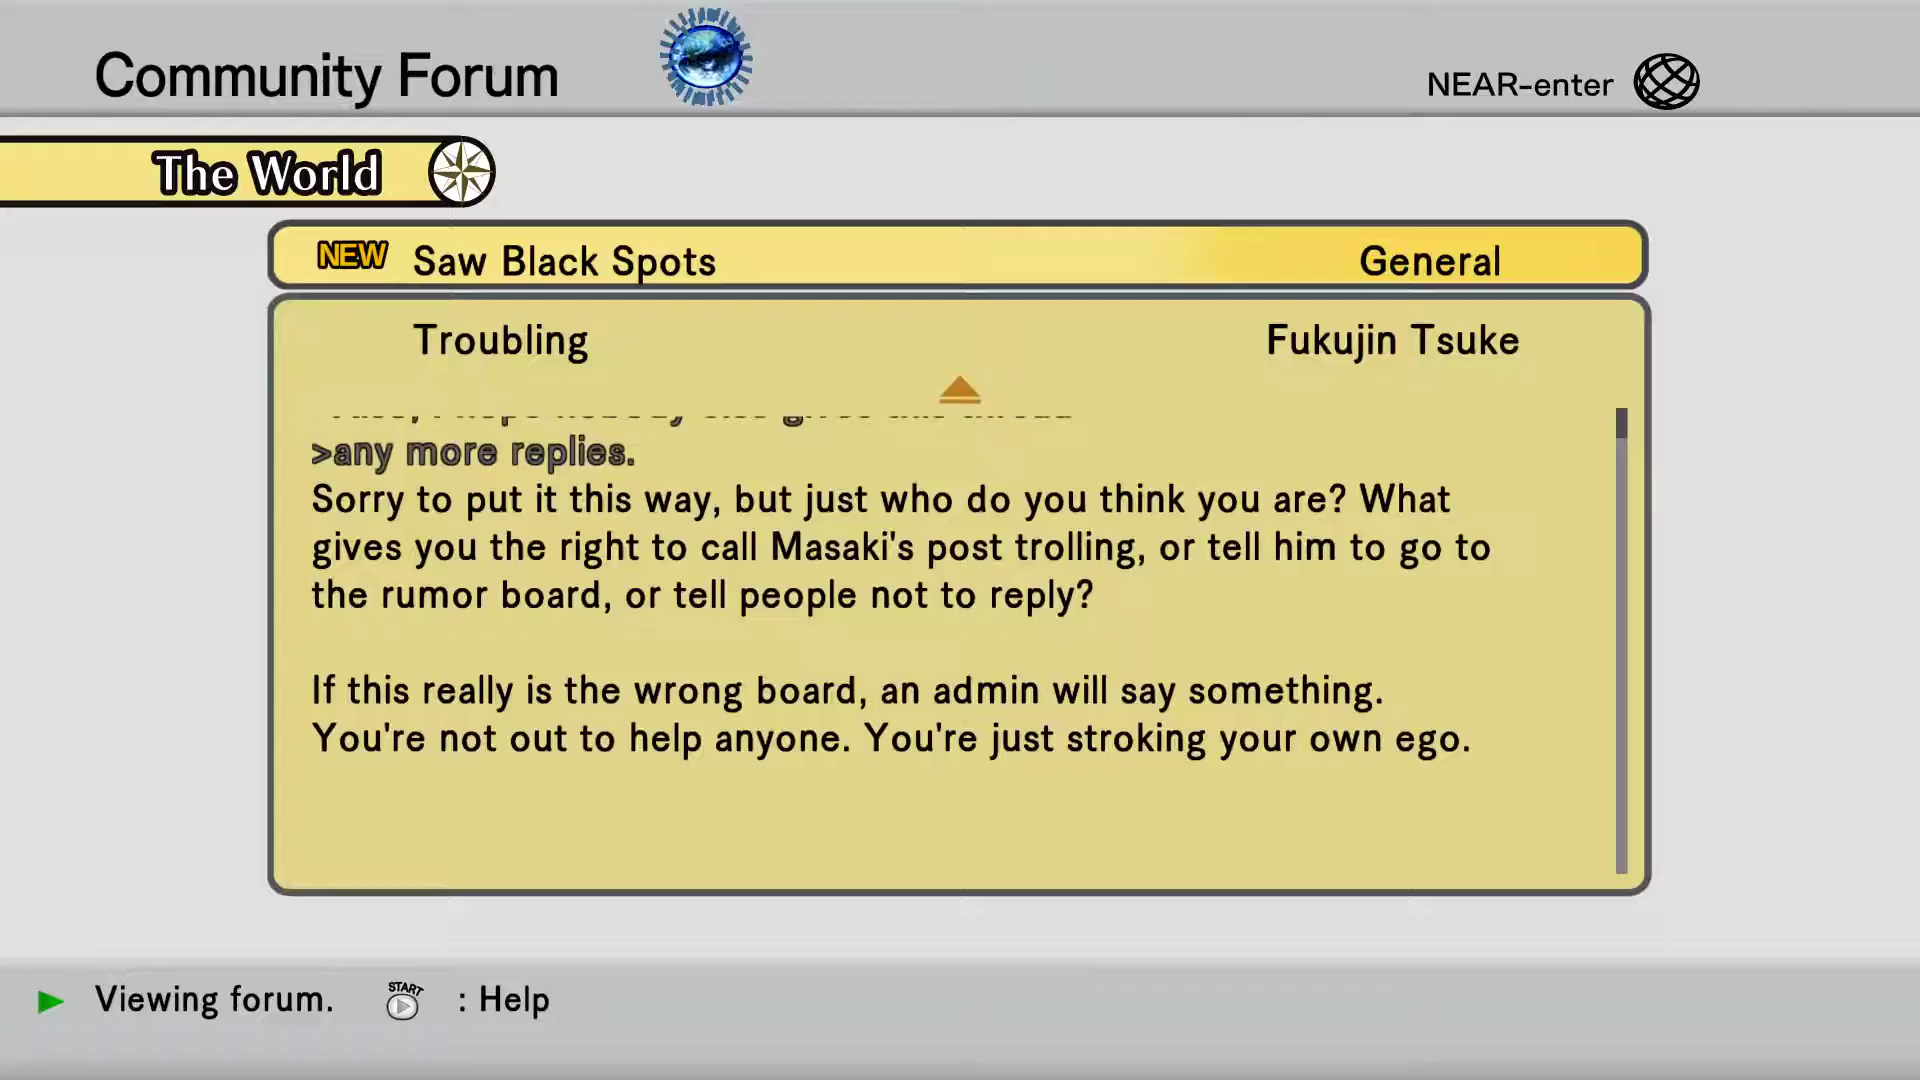 Community Forum
NEAR-enter
The World
NEW Saw Black Spots General
Troubling Fukujin Tsuke
>any more replies.
Sorry to put it this way, but just who do you think you are? What
gives you the right to call Masaki's post trolling, or tell him to go to
the rumor board, or tell people not to reply?
If this really is the wrong board, an admin will say something.
You're not out to help anyone. You're just stroking your own ego.
Viewing forum. START : Help